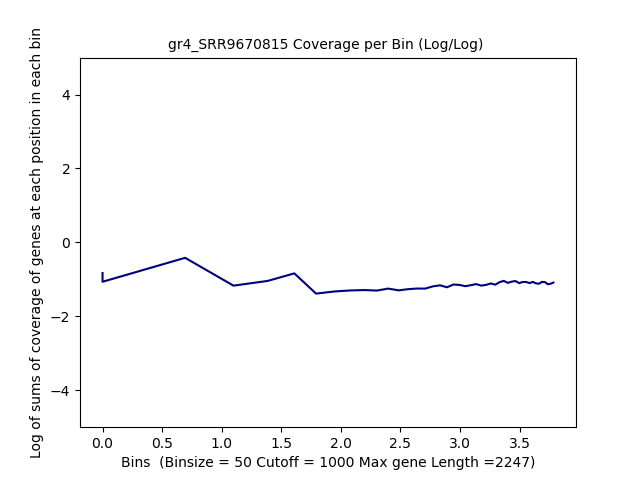 gr4_SRR9670815 Coverage per Bin (Log/Log)
Log of sums of coverage of genes at each position in each bin
4
2
0
−2
−4
0.0 0.5 1.0 1.5 2.0 2.5 3.0 3.5
Bins  (Binsize = 50 Cutoff = 1000 Max gene Length =2247)